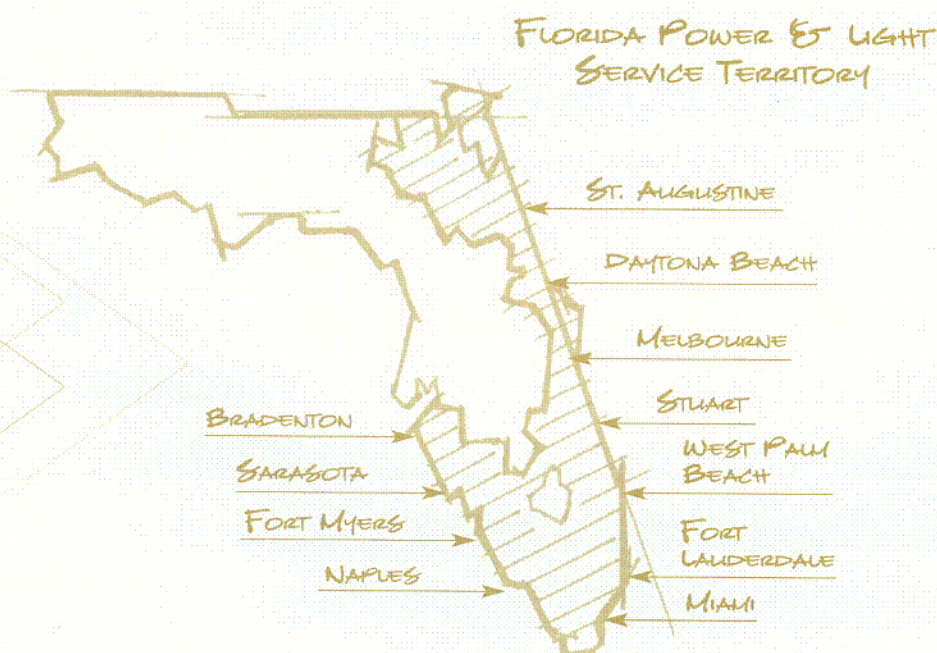 FLORIDA POWER & LIGHT
SERVICE TERRITORY
ST. AUGUSTINE
DAYTONA BEACH
MELBOURNE
STUART
BRADENTON
WEST PALM
BEACH
SARASOTA
FORT MYERS
FORT
LAUDERDALE
NAPLES
MIAMI